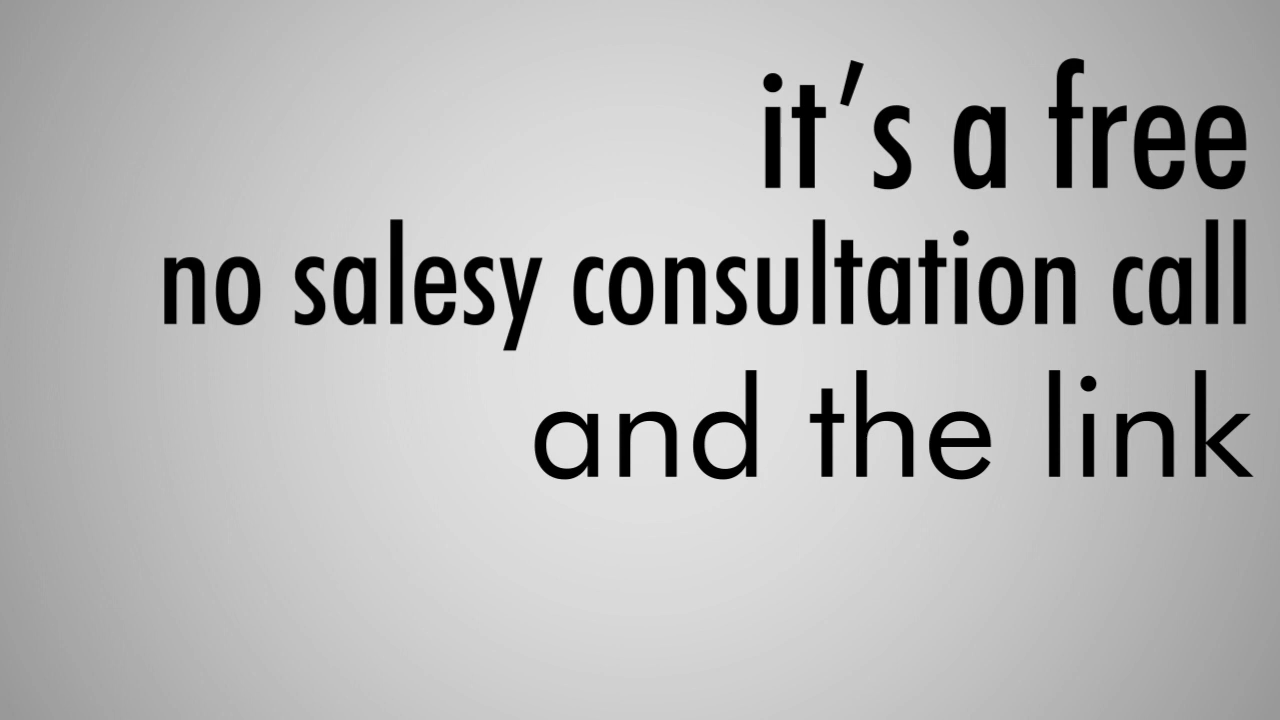 it's a free
no salesy consultation call
and the link